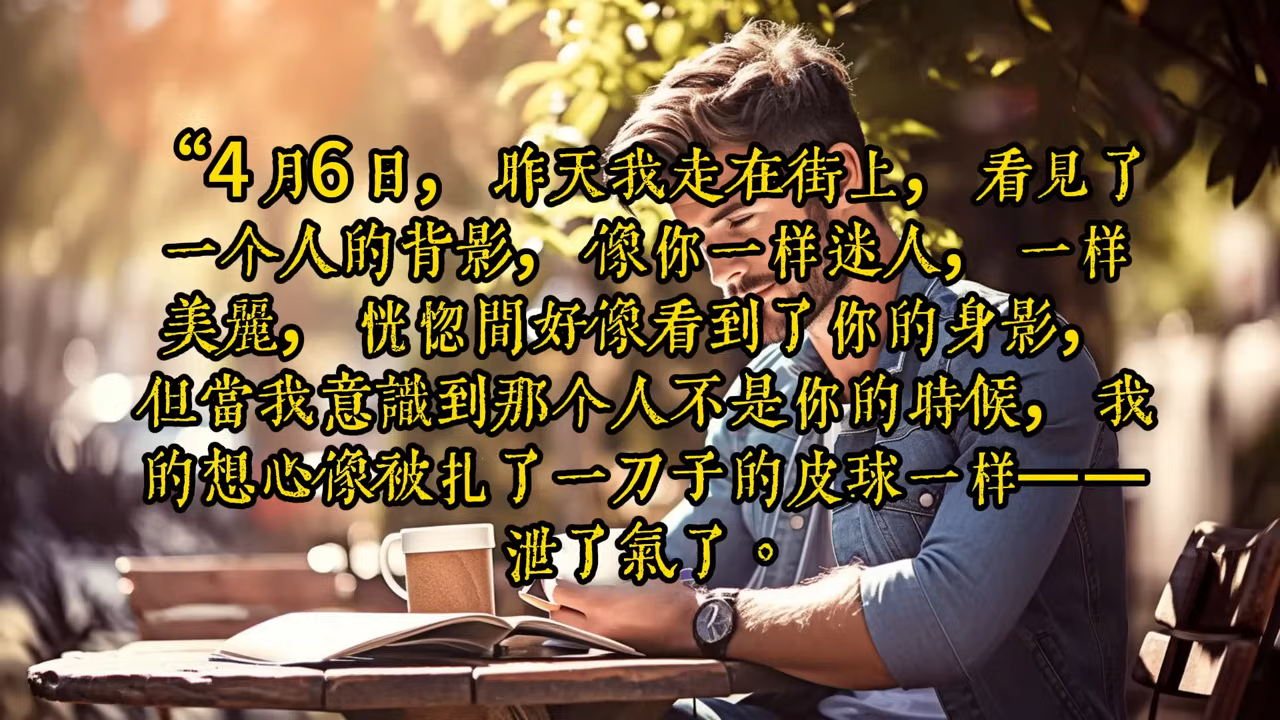 “4月6日， 昨天我走在街上， 看見了
一个人的背影， 像你一样迷人， 一样
美麗， 恍惚間好像看到了你的身影，
但當我意識到那个人不是你的時候， 我
的想心像被扎了一刀子的皮球一样——
泄了氣了。